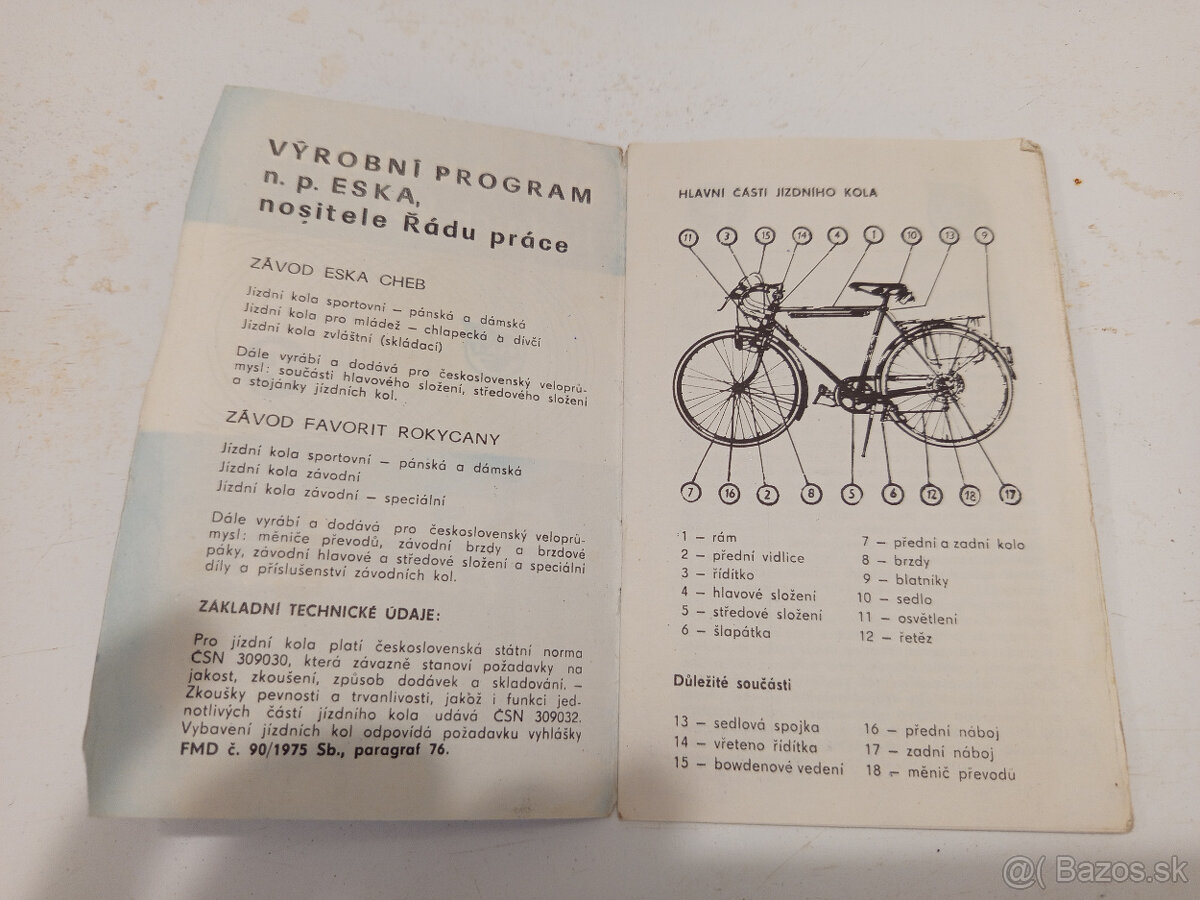 VÝROBNÍ PROGRAM
n. p. ESKA,
nositele Řádu práce
ZÁVOD ESKA CHEB
Jízdní kola sportovní – pánská a dámská
Jízdní kola pro mládež – chlapecká a dívčí
Jízdní kola zvláštní (skládací)
Dále vyrábí a dodává pro československý veloprů-
mysl: součásti hlavového složení, středového složení
a stojánky jízdních kol.
ZÁVOD FAVORIT ROKYCANY
Jízdní kola sportovní – pánská a dámská
Jízdní kola závodní
Jízdní kola závodní – speciální
Dále vyrábí a dodává pro československý veloprů-
mysl: měniče převodů, závodní brzdy a brzdové
páky, závodní hlavové a středové složení a speciální
díly a příslušenství závodních kol.
ZÁKLADNÍ TECHNICKÉ ÚDAJE:
Pro jízdní kola platí československá státní norma
ČSN 309030, která závazně stanoví požadavky na
jakost, zkoušení, způsob dodávek a skladování. –
Zkoušky pevnosti a trvanlivosti, jakož i funkci jed-
notlivých částí jízdního kola udává ČSN 309032.
Vybavení jízdních kol odpovídá požadavku vyhlášky
FMD č. 90/1975 Sb., paragraf 76.
HLAVNÍ ČÁSTI JÍZDNÍHO KOLA
11 3 15 14 4 1 10 13 9
7 16 2 8 5 6 12 18 17
1 – rám
2 – přední vidlice
3 – řídítko
4 – hlavové složení
5 – středové složení
6 – šlapátka
7 – přední a zadní kolo
8 – brzdy
9 – blatníky
10 – sedlo
11 – osvětlení
12 – řetěz
Důležité součásti
13 – sedlová spojka
14 – vřeteno řídítka
15 – bowdenové vedení
16 – přední náboj
17 – zadní náboj
18 – měnič převodů
@( Bazos.sk